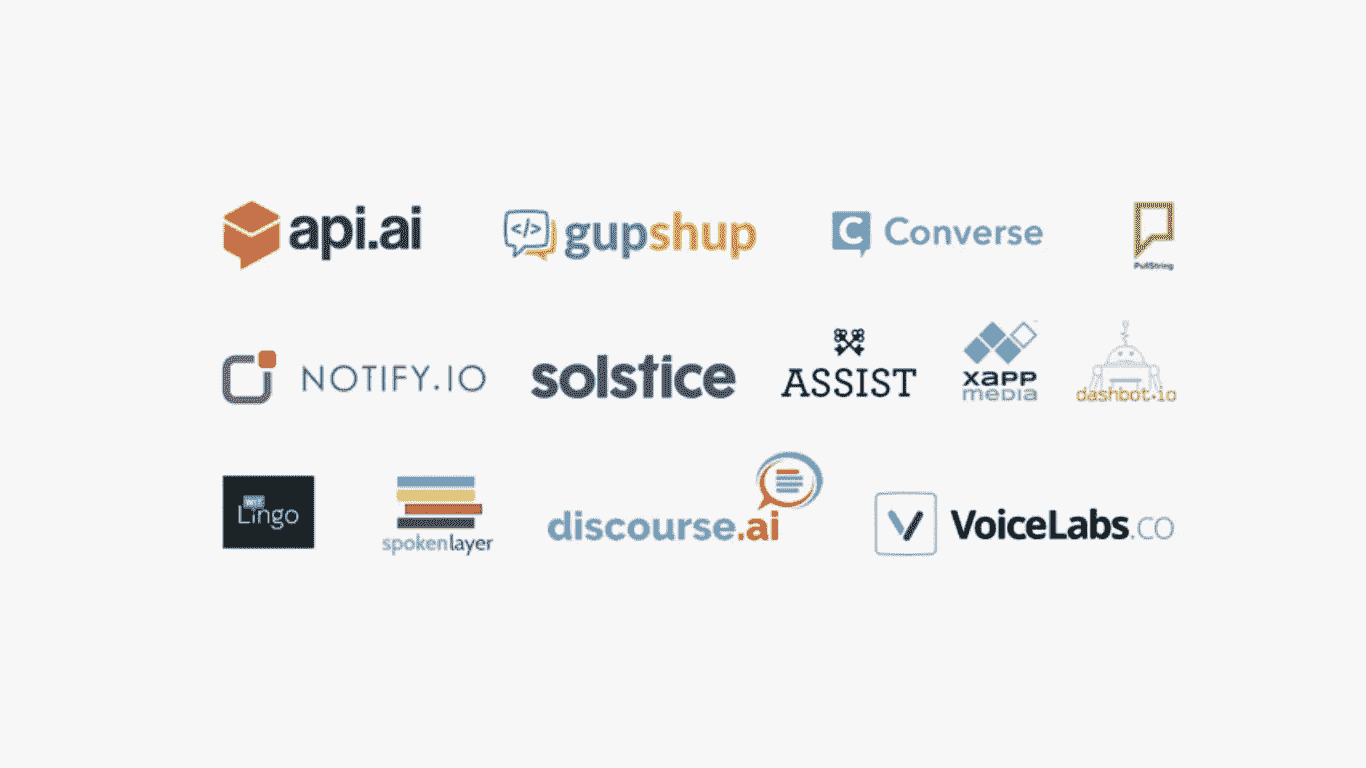 api.ai
</> gupshup
C Converse
PullString
NOTIFY.IO
solstice
ASSIST
xapp
media
dashbot.io
Lingo
spokenlayer
discourse.ai
VoiceLabs.co